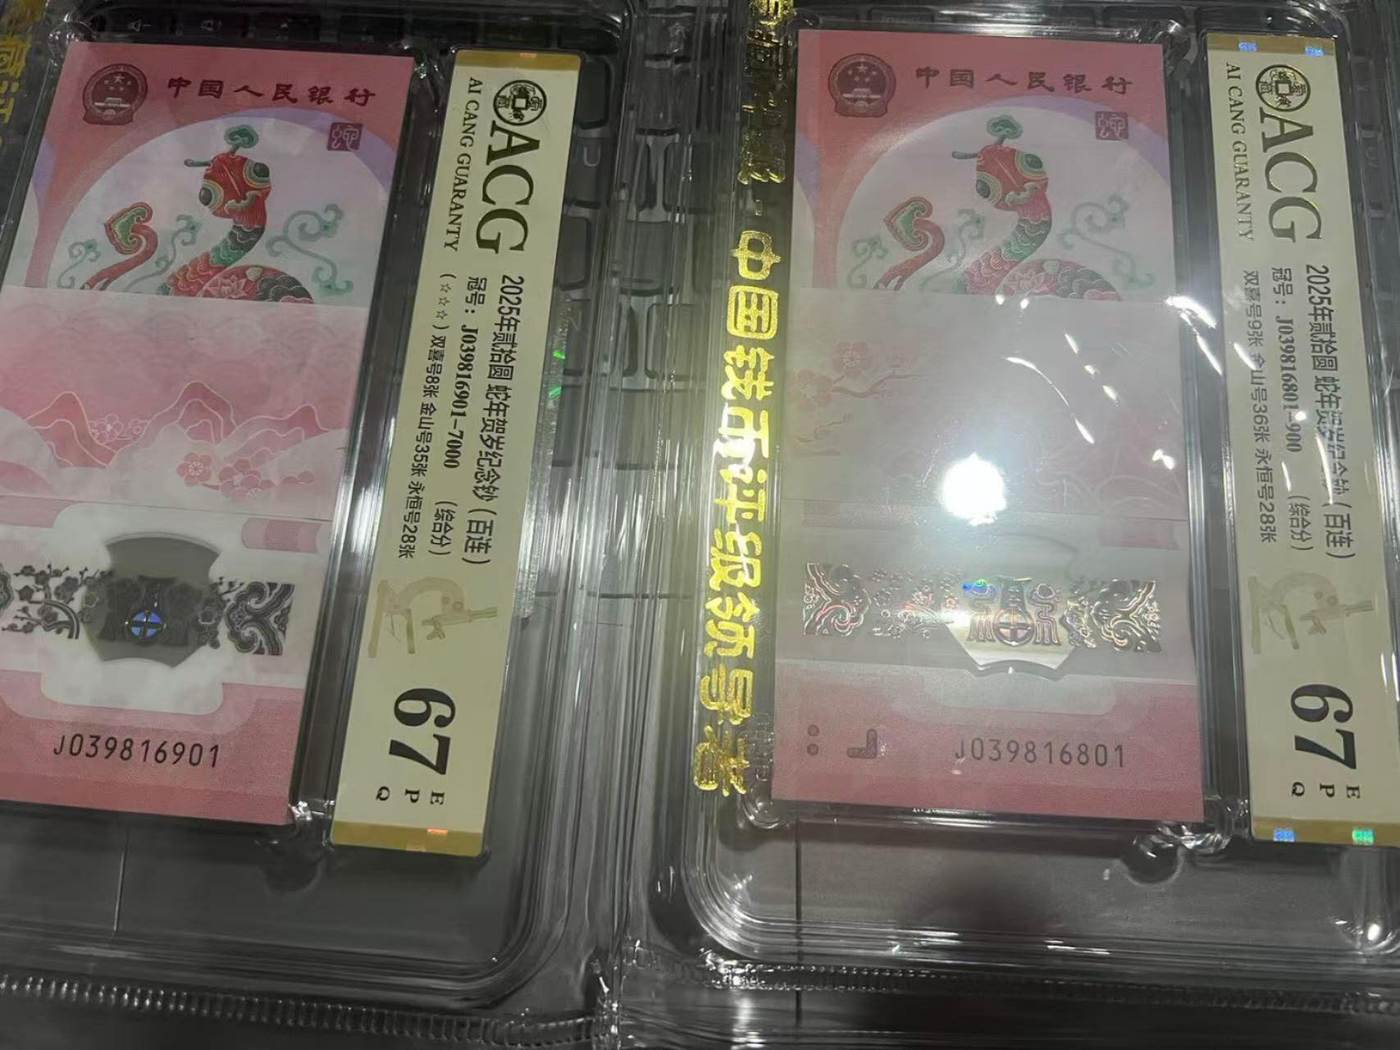 中国人民银行
J039816901
ACG
AI CANG GUARANTY
2025年贰拾圆 蛇年贺岁纪念钞（百连）
冠号：J039816901-7000 （综合分）
（☆☆☆）双喜号8张 金山号35张 永恒号28张
67
E
P
Q
中国钱币评级领导者
中国人民银行
J039816801
ACG
AI CANG GUARANTY
2025年贰拾圆 蛇年贺岁纪念钞（百连）
冠号：J039816801-900 （综合分）
双喜号9张 金山号36张 永恒号28张
67
E
P
Q